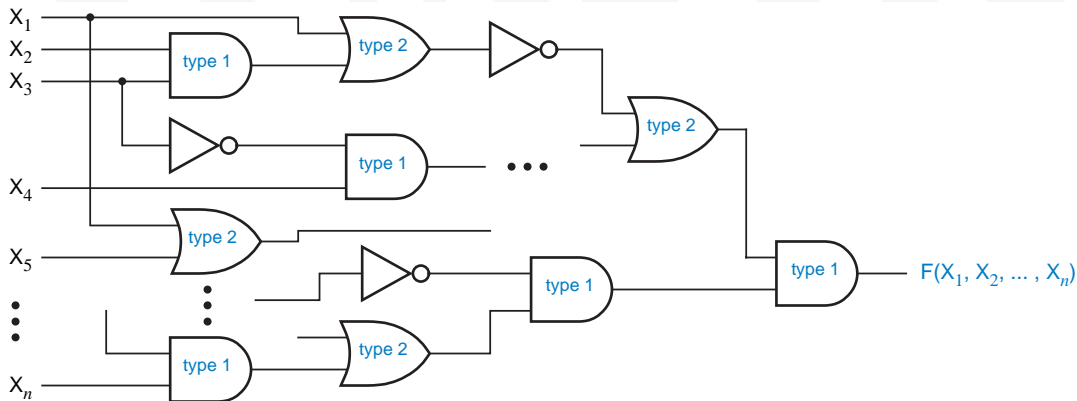 X1
X2
type 1
type 2
X3
type 2
type 1
X4
type 2
X5
type 1
type 1
F(X1, X2, ... , Xn)
type 1
type 2
Xn